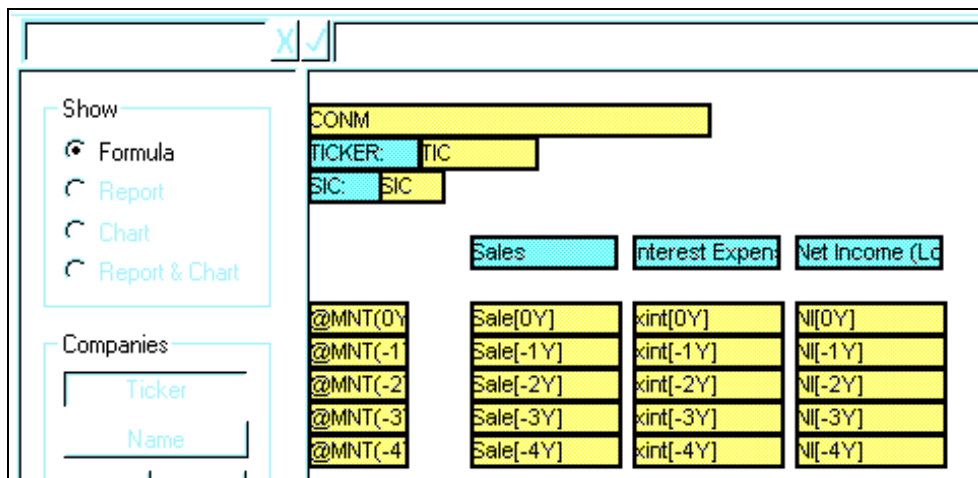 X
Show
Formula
Report
Chart
Report & Chart
Companies
Ticker
Name
CONM
TICKER: TIC
SIC: SIC
Sales nterest Expen Net Income (Lo
@MNT(0Y Sale[0Y] xint[0Y] NI[0Y]
@MNT(-1 Sale[-1Y] xint[-1Y] NI[-1Y]
@MNT(-2 Sale[-2Y] xint[-2Y] NI[-2Y]
@MNT(-3 Sale[-3Y] xint[-3Y] NI[-3Y]
@MNT(-4 Sale[-4Y] xint[-4Y] NI[-4Y]